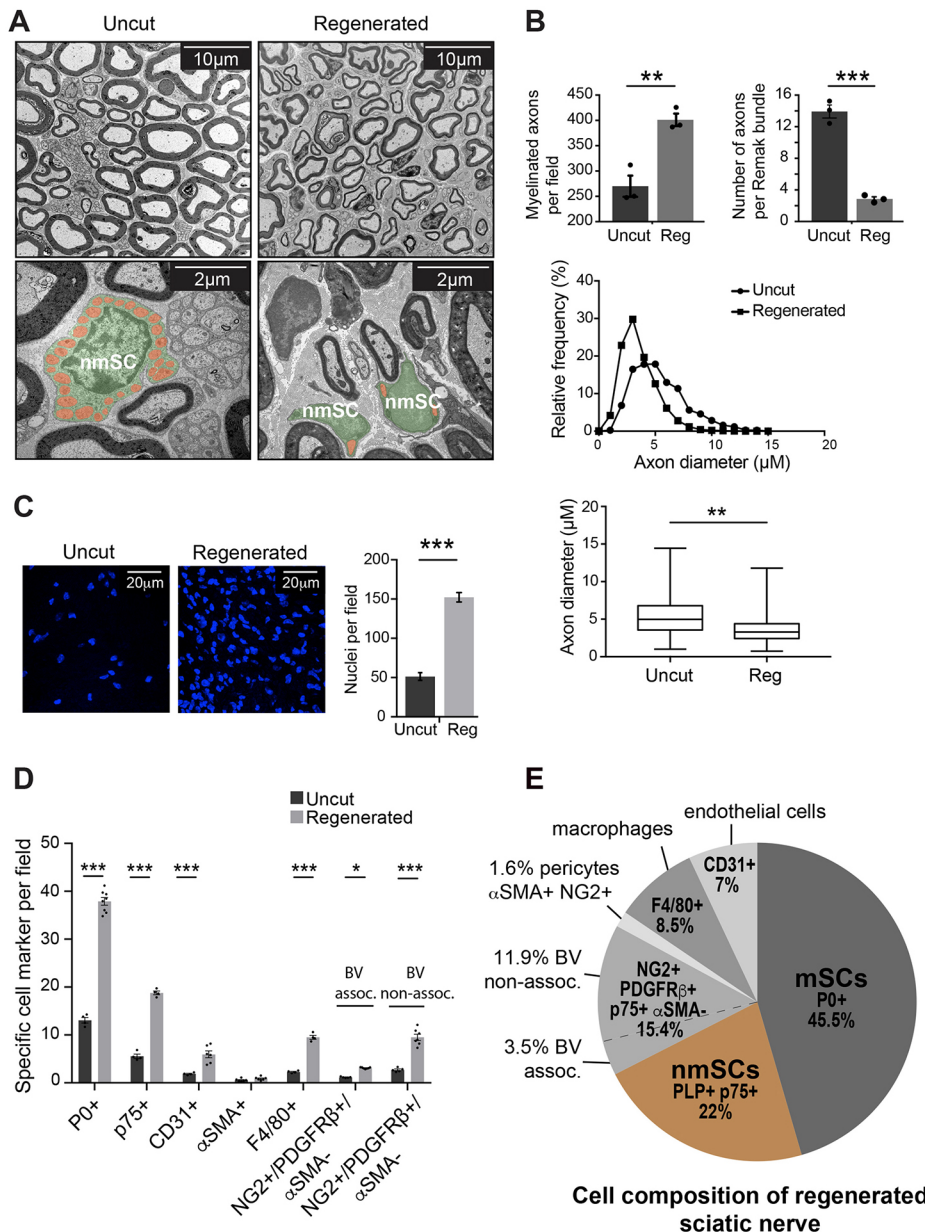 A
Uncut
Regenerated
10μm
10μm
2μm
2μm
nmSC
nmSC
nmSC
B
**
Myelinated axons
per field
450
400
350
300
250
200
Uncut Reg
***
Number of axons
per Remak bundle
16
12
8
4
0
Uncut Reg
Relative frequency (%)
40
30
20
10
0
0 5 10 15 20
Axon diameter (μM)
Uncut
Regenerated
Axon diameter (μM)
20
15
10
5
0
**
Uncut
Reg
C
Uncut
Regenerated
20μm
20μm
***
Nuclei per field
200
150
100
50
0
Uncut Reg
D
Uncut
Regenerated
Specific cell marker per field
50
40
30
20
10
0
*** *** *** *** * ***
BV
assoc.
BV
non-assoc.
P0+
p75+
CD31+
αSMA+
F4/80+
NG2+/PDGFRβ+/
αSMA-
NG2+/PDGFRβ+/
αSMA-
E
endothelial cells
macrophages
1.6% pericytes
αSMA+ NG2+
11.9% BV
non-assoc.
3.5% BV
assoc.
CD31+
7%
F4/80+
8.5%
NG2+
PDGFRβ+
p75+ αSMA-
15.4%
mSCs
P0+
45.5%
nmSCs
PLP+ p75+
22%
Cell composition of regenerated
sciatic nerve